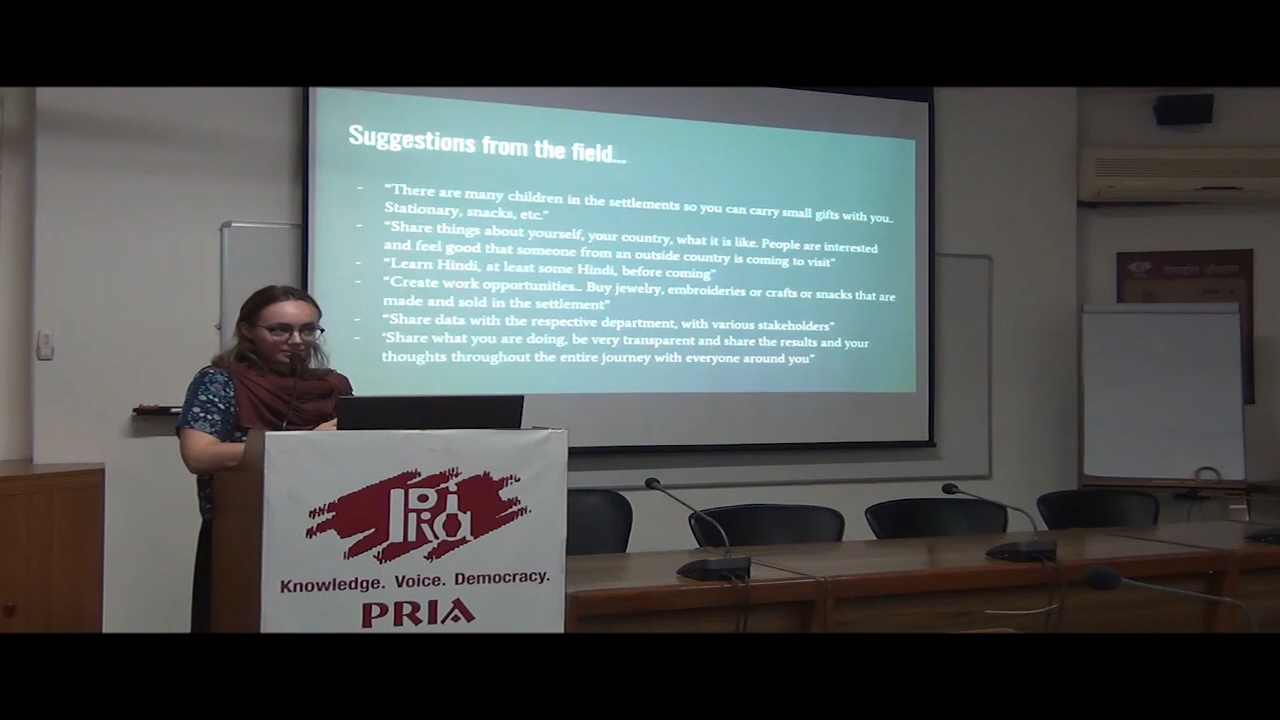 Suggestions from the field...
- "There are many children in the settlements so you can carry small gifts with you..
Stationary, snacks, etc."
- "Share things about yourself, your country, what it is like. People are interested
and feel good that someone from an outside country is coming to visit"
- "Learn Hindi, at least some Hindi, before coming"
- "Create work opportunities... Buy jewelry, embroideries or crafts or snacks that are
made and sold in the settlement"
- "Share data with the respective department, with various stakeholders"
- "Share what you are doing, be very transparent and share the results and your
thoughts throughout the entire journey with everyone around you"
PRia
Knowledge. Voice. Democracy.
PRIA